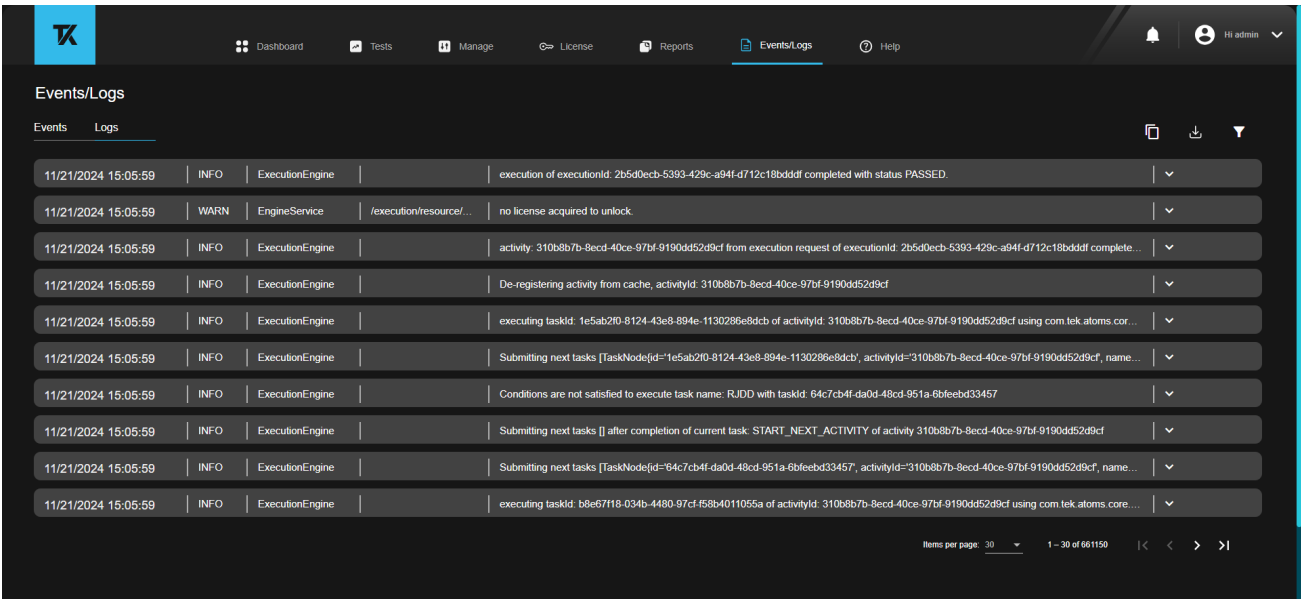 TK
Dashboard Tests Manage License Reports Events/Logs Help Hi admin
Events/Logs
Events Logs
11/21/2024 15:05:59 INFO ExecutionEngine execution of executionId: 2b5d0ecb-5393-429c-a94f-d712c18bdddf completed with status PASSED.
11/21/2024 15:05:59 WARN EngineService /execution/resource/... no license acquired to unlock.
11/21/2024 15:05:59 INFO ExecutionEngine activity: 310b8b7b-8ecd-40ce-97bf-9190dd52d9cf from execution request of executionId: 2b5d0ecb-5393-429c-a94f-d712c18bdddf complete...
11/21/2024 15:05:59 INFO ExecutionEngine De-registering activity from cache, activityId: 310b8b7b-8ecd-40ce-97bf-9190dd52d9cf
11/21/2024 15:05:59 INFO ExecutionEngine executing taskId: 1e5ab2f0-8124-43e8-894e-1130286e8dcb of activityId: 310b8b7b-8ecd-40ce-97bf-9190dd52d9cf using com.tek.atoms.cor...
11/21/2024 15:05:59 INFO ExecutionEngine Submitting next tasks [TaskNode{id='1e5ab2f0-8124-43e8-894e-1130286e8dcb', activityId='310b8b7b-8ecd-40ce-97bf-9190dd52d9cf', name...
11/21/2024 15:05:59 INFO ExecutionEngine Conditions are not satisfied to execute task name: RJDD with taskId: 64c7cb4f-da0d-48cd-951a-6bfeebd33457
11/21/2024 15:05:59 INFO ExecutionEngine Submitting next tasks [] after completion of current task: START_NEXT_ACTIVITY of activity 310b8b7b-8ecd-40ce-97bf-9190dd52d9cf
11/21/2024 15:05:59 INFO ExecutionEngine Submitting next tasks [TaskNode{id='64c7cb4f-da0d-48cd-951a-6bfeebd33457', activityId='310b8b7b-8ecd-40ce-97bf-9190dd52d9cf', name...
11/21/2024 15:05:59 INFO ExecutionEngine executing taskId: b8e67f18-034b-4480-97cf-f58b4011055a of activityId: 310b8b7b-8ecd-40ce-97bf-9190dd52d9cf using com.tek.atoms.core....
Items per page: 30 1 – 30 of 661150